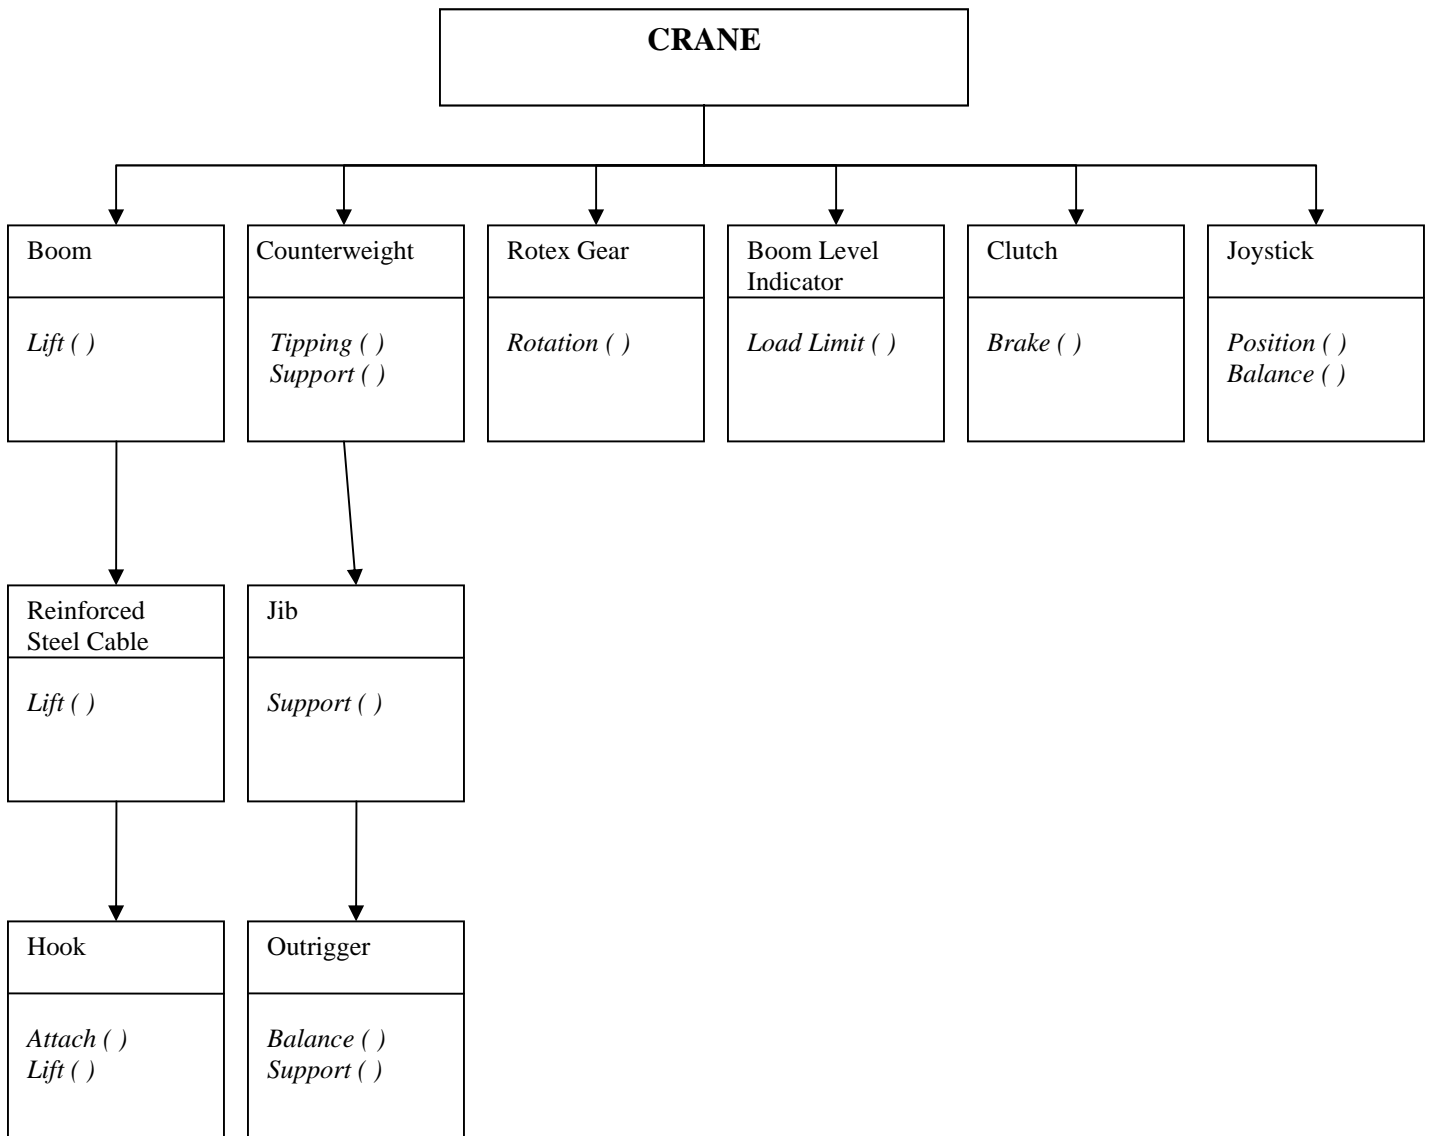 CRANE
Boom
Lift ( )
Counterweight
Tipping ( )
Support ( )
Rotex Gear
Rotation ( )
Boom Level
Indicator
Load Limit ( )
Clutch
Brake ( )
Joystick
Position ( )
Balance ( )
Reinforced
Steel Cable
Lift ( )
Jib
Support ( )
Hook
Attach ( )
Lift ( )
Outrigger
Balance ( )
Support ( )